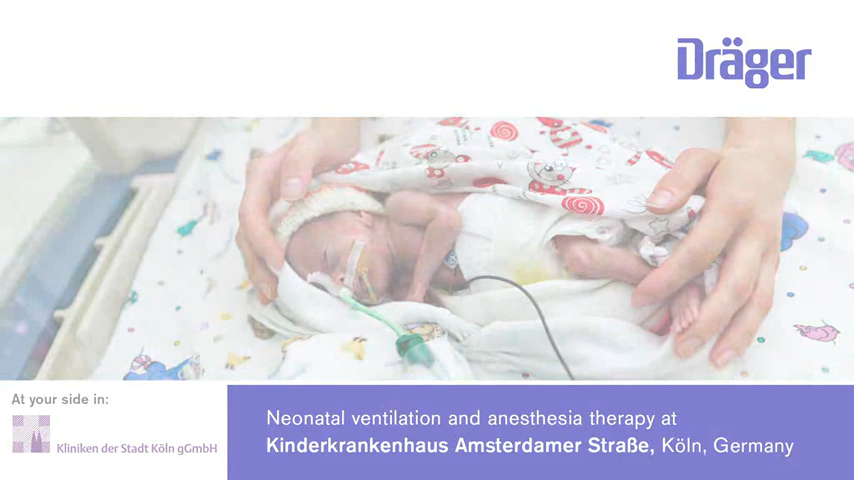 Dräger
At your side in:
Kliniken der Stadt Köln gGmbH
Neonatal ventilation and anesthesia therapy at
Kinderkrankenhaus Amsterdamer Straße, Köln, Germany